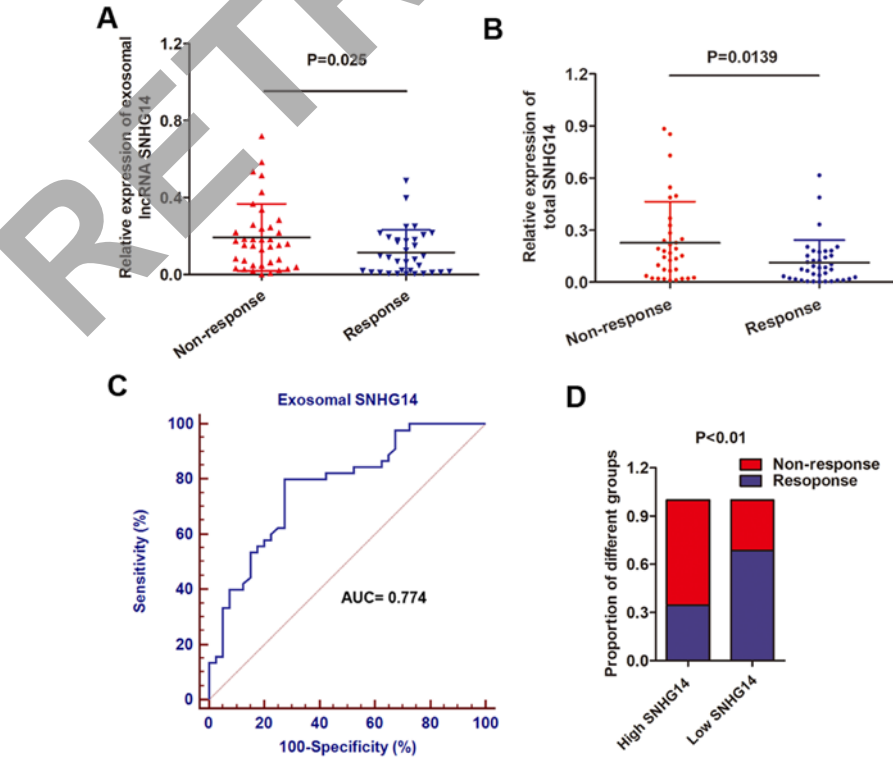 A
Relative expression of exosomal
lncRNA SNHG14
1.2
0.8
0.4
0.0
P=0.025
Non-response
Response
B
Relative expression of
total SNHG14
1.2
0.9
0.6
0.3
0.0
P=0.0139
Non-response
Response
C
Exosomal SNHG14
Sensitivity (%)
100
80
60
40
20
0
AUC= 0.774
0 20 40 60 80 100
100-Specificity (%)
D
P<0.01
Non-response
Resoponse
Proportion of different groups
1.2
0.9
0.6
0.3
0.0
High SNHG14
Low SNHG14
RETR